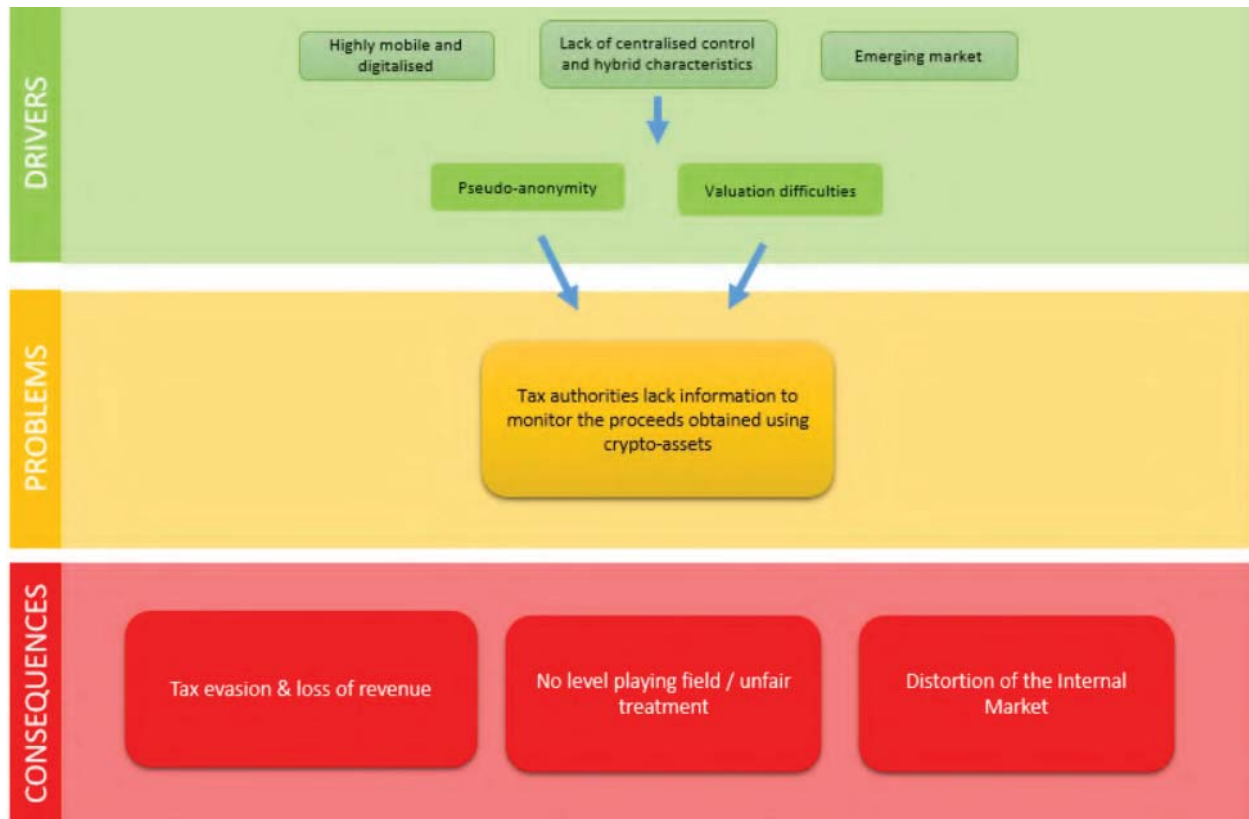 DRIVERS
Highly mobile and
digitalised
Lack of centralised control
and hybrid characteristics
Emerging market
Pseudo-anonymity
Valuation difficulties
PROBLEMS
Tax authorities lack information to
monitor the proceeds obtained using
crypto-assets
CONSEQUENCES
Tax evasion & loss of revenue
No level playing field / unfair
treatment
Distortion of the Internal
Market